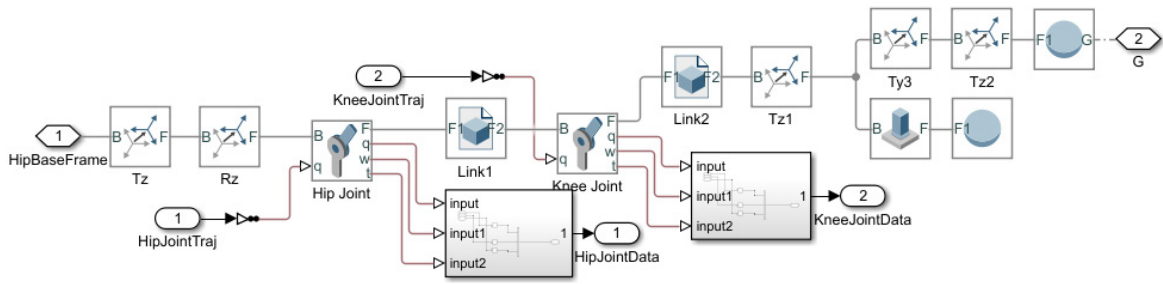 B F
Ty3
B F
Tz2
F1 G
2
G
2
KneeJointTraj
F1 F2
Link2
B F
Tz1
1
HipBaseFrame
B F
Tz
B F
Rz
B F
q q
w
t
Hip Joint
F1 F2
Link1
B F
q q
w
t
Knee Joint
B F
F1
input
input1
input2
1
2
KneeJointData
1
HipJointTraj
input
input1
input2
1
1
HipJointData